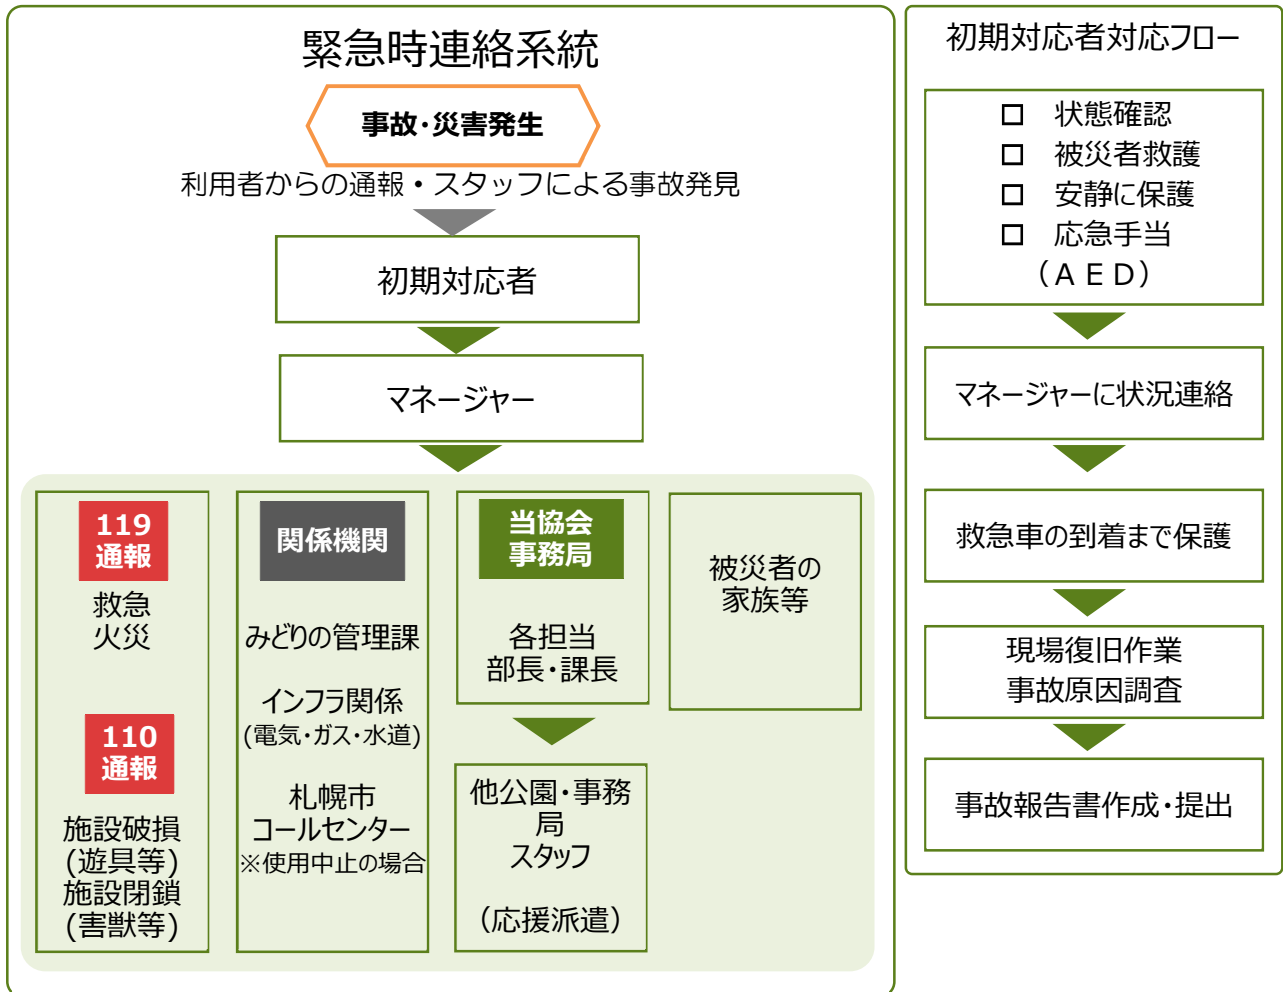 緊急時連絡系統
事故・災害発生
利用者からの通報・スタッフによる事故発見
初期対応者
マネージャー
119
通報
救急
火災
110
通報
施設破損
(遊具等)
施設閉鎖
(害獣等)
関係機関
みどりの管理課
インフラ関係
(電気・ガス・水道)
札幌市
コールセンター
※使用中止の場合
当協会
事務局
各担当
部長・課長
他公園・事務
局
スタッフ
（応援派遣）
被災者の
家族等
初期対応者対応フロー
□ 状態確認
□ 被災者救護
□ 安静に保護
□ 応急手当
（ＡＥＤ）
マネージャーに状況連絡
救急車の到着まで保護
現場復旧作業
事故原因調査
事故報告書作成・提出